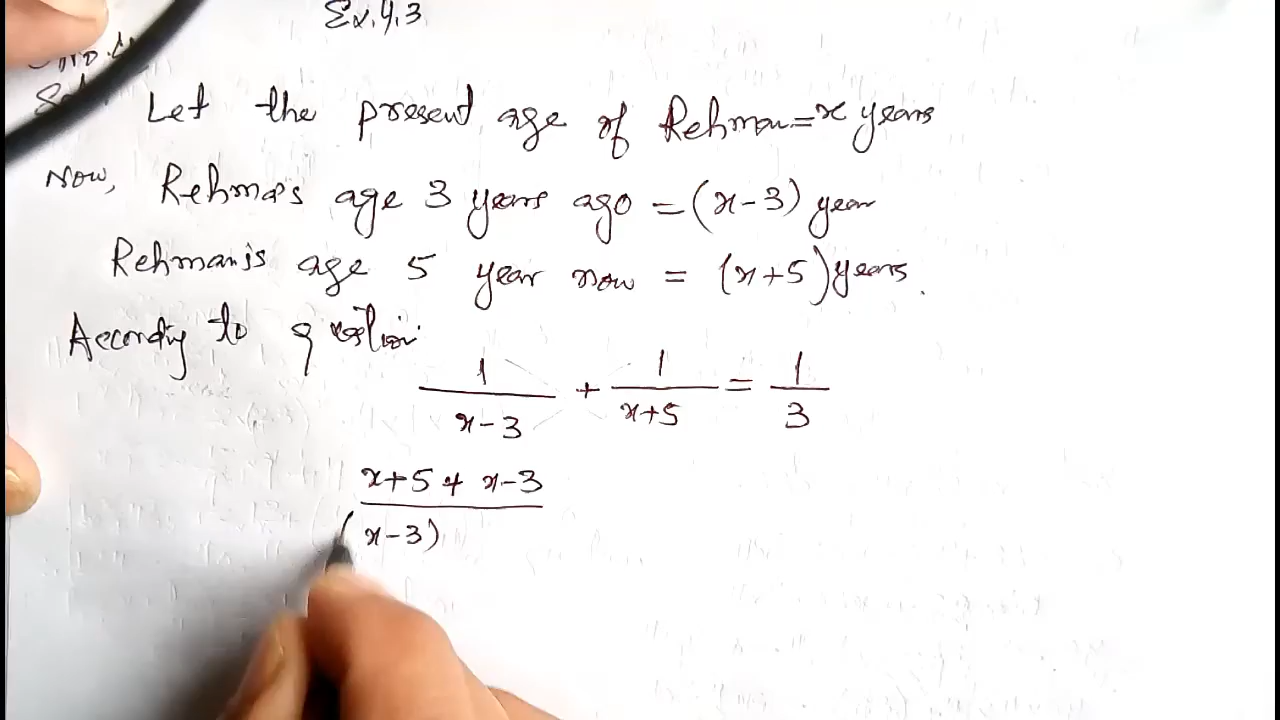 Ex.4.3
Let the present age of Rehman = x years
Now, Rehman's age 3 years ago = (x-3) year
Rehman's age 5 year now = (x+5) years.
According to question
1/(x-3) + 1/(x+5) = 1/3
x+5+x-3
(x-3)